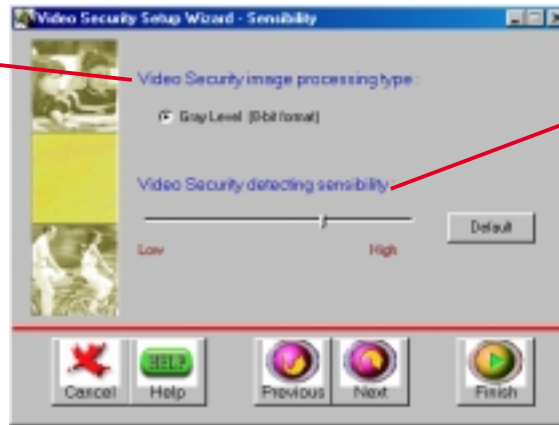 Video Security Setup Wizard - Sensibility
Video Security image processing type :
Gray Level (8-bit format)
Video Security detecting sensibility :
Default
Low High
HELP
Cancel Help Previous Next Finish